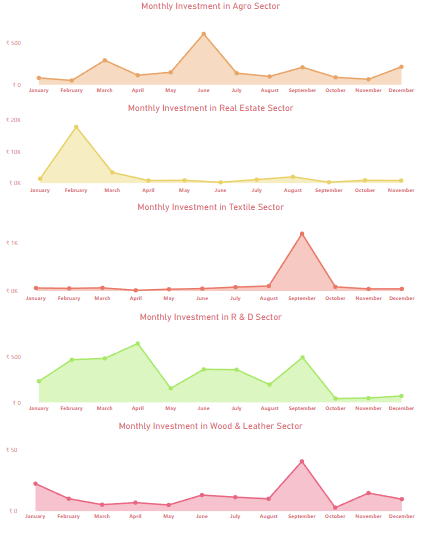 Monthly Investment in Agro Sector
₹ 500
₹ 0
January February March April May June July August September October November December
Monthly Investment in Real Estate Sector
₹ 20K
₹ 10K
₹ 0K
January February March April May June July August September October November
Monthly Investment in Textile Sector
₹ 1K
₹ 0K
January February March April May June July August September October November December
Monthly Investment in R & D Sector
₹ 500
₹ 0
January February March April May June July August September October November December
Monthly Investment in Wood & Leather Sector
₹ 50
₹ 0
January February March April May June July August September October November December